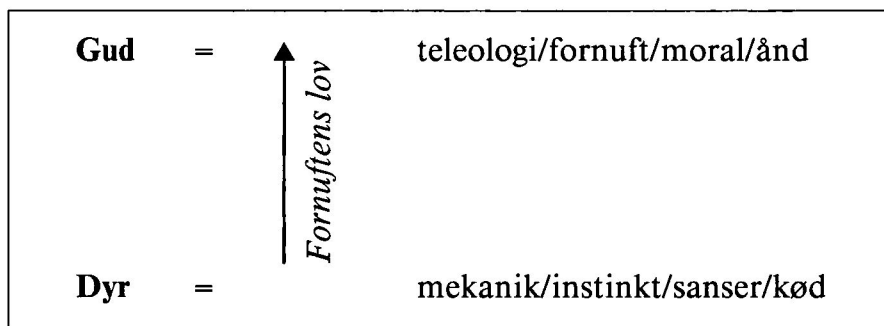 Gud = teleologi/fornuft/moral/ånd
Fornuftens lov
Dyr = mekanik/instinkt/sanser/kød